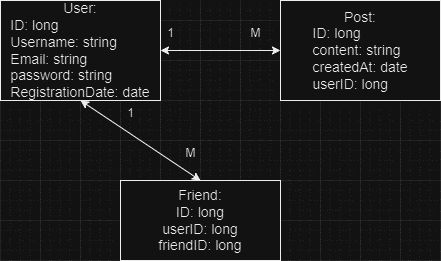 User:
ID: long
Username: string
Email: string
password: string
RegistrationDate: date
1
M
Post:
ID: long
content: string
createdAt: date
userID: long
1
M
Friend:
ID: long
userID: long
friendID: long